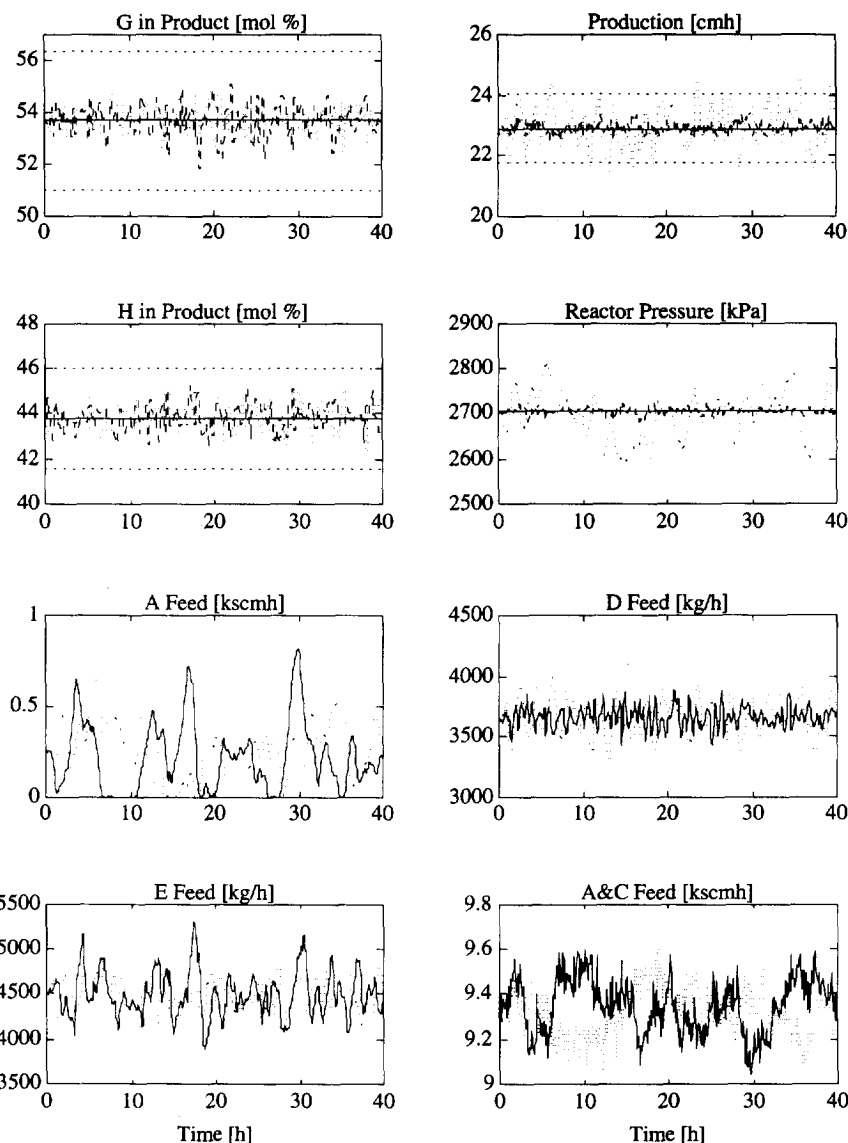 G in Product [mol %]
56
54
52
50
0 10 20 30 40
Production [cmh]
26
24
22
20
0 10 20 30 40
H in Product [mol %]
48
46
44
42
40
0 10 20 30 40
Reactor Pressure [kPa]
2900
2800
2700
2600
2500
0 10 20 30 40
A Feed [kscmh]
1
0.5
0
0 10 20 30 40
D Feed [kg/h]
4500
4000
3500
3000
0 10 20 30 40
E Feed [kg/h]
5500
5000
4500
4000
3500
0 10 20 30 40
Time [h]
A&C Feed [kscmh]
9.8
9.6
9.4
9.2
9
0 10 20 30 40
Time [h]